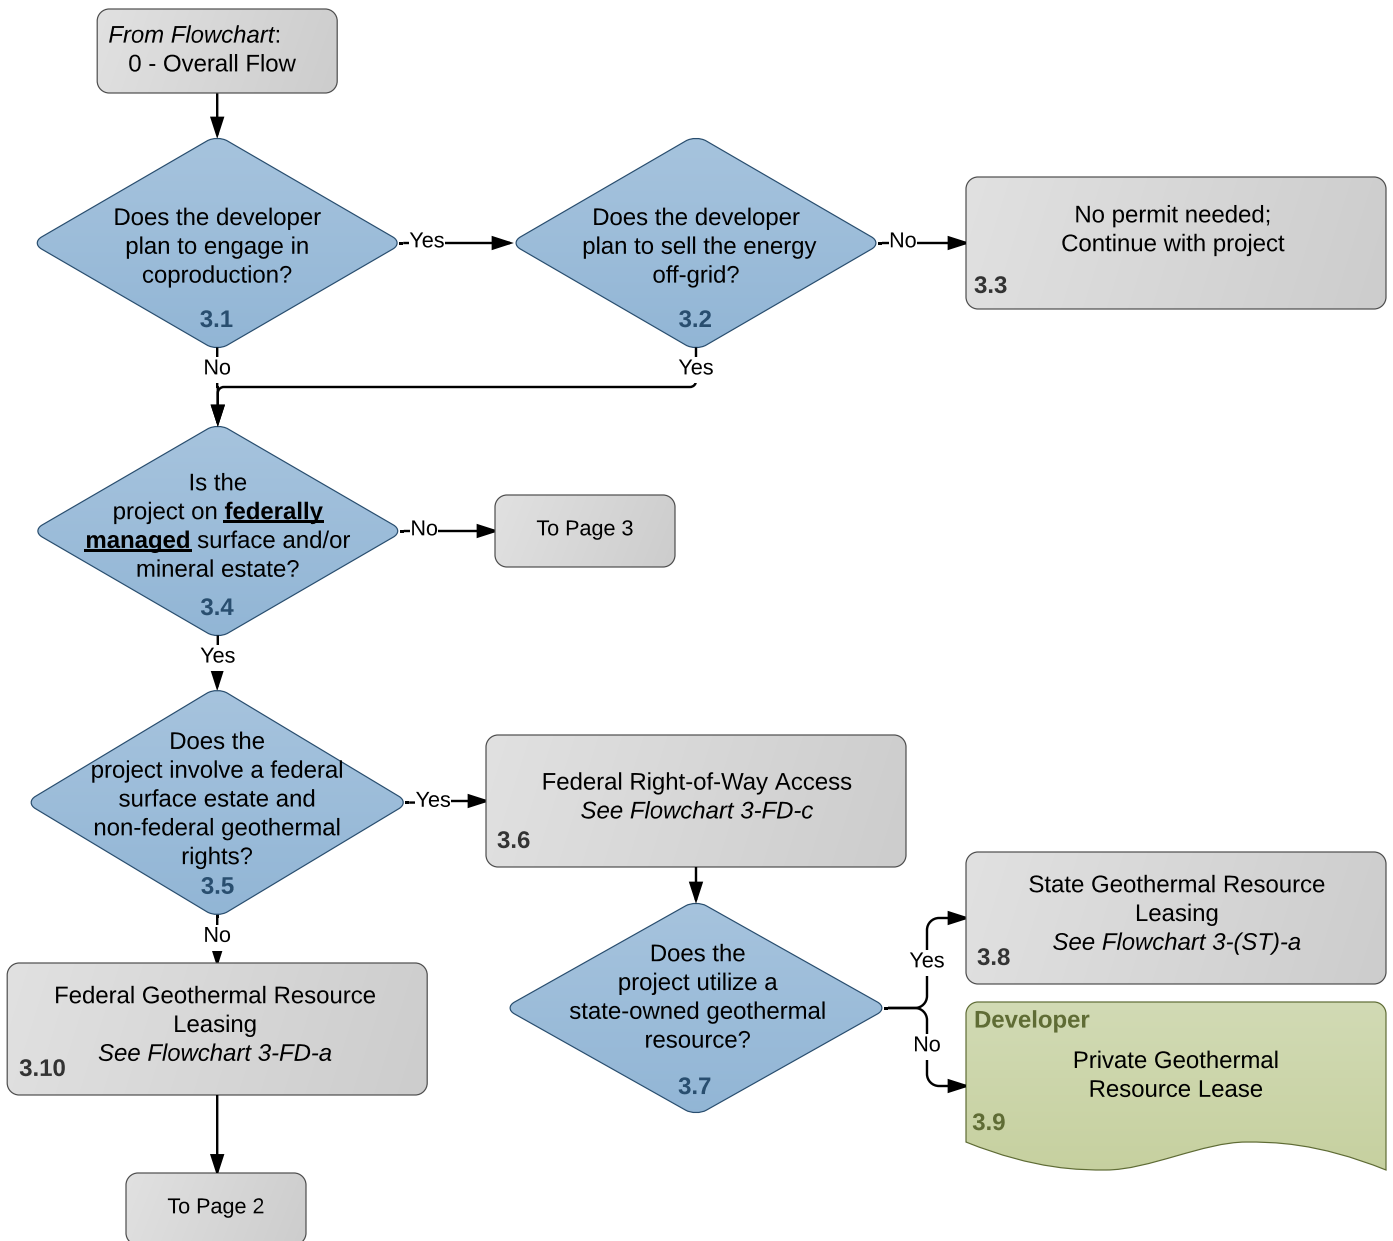 From Flowchart:
0 - Overall Flow
Does the developer
plan to engage in
coproduction?
3.1
Yes
Does the developer
plan to sell the energy
off-grid?
3.2
No
No permit needed;
Continue with project
3.3
No
Yes
Is the
project on federally
managed surface and/or
mineral estate?
3.4
No
To Page 3
Yes
Does the
project involve a federal
surface estate and
non-federal geothermal
rights?
3.5
Yes
Federal Right-of-Way Access
See Flowchart 3-FD-c
3.6
No
Federal Geothermal Resource
Leasing
See Flowchart 3-FD-a
3.10
To Page 2
Does the
project utilize a
state-owned geothermal
resource?
3.7
Yes
State Geothermal Resource
Leasing
See Flowchart 3-(ST)-a
3.8
No
Developer
Private Geothermal
Resource Lease
3.9